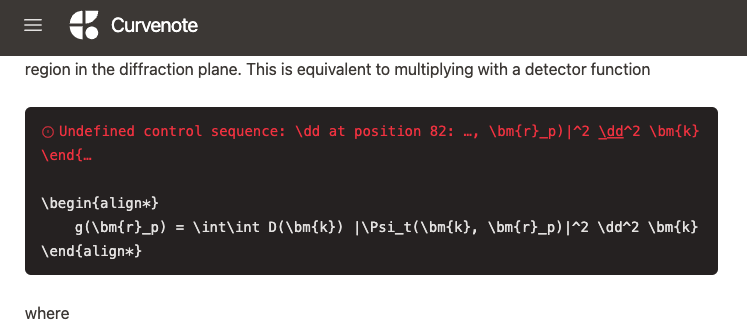 Curvenote
region in the diffraction plane. This is equivalent to multiplying with a detector function
Undefined control sequence: \dd at position 82: …, \bm{r}_p)|^2 \dd^2 \bm{k}
\end{…
\begin{align*}
    g(\bm{r}_p) = \int\int D(\bm{k}) |\Psi_t(\bm{k}, \bm{r}_p)|^2 \dd^2 \bm{k}
\end{align*}
where